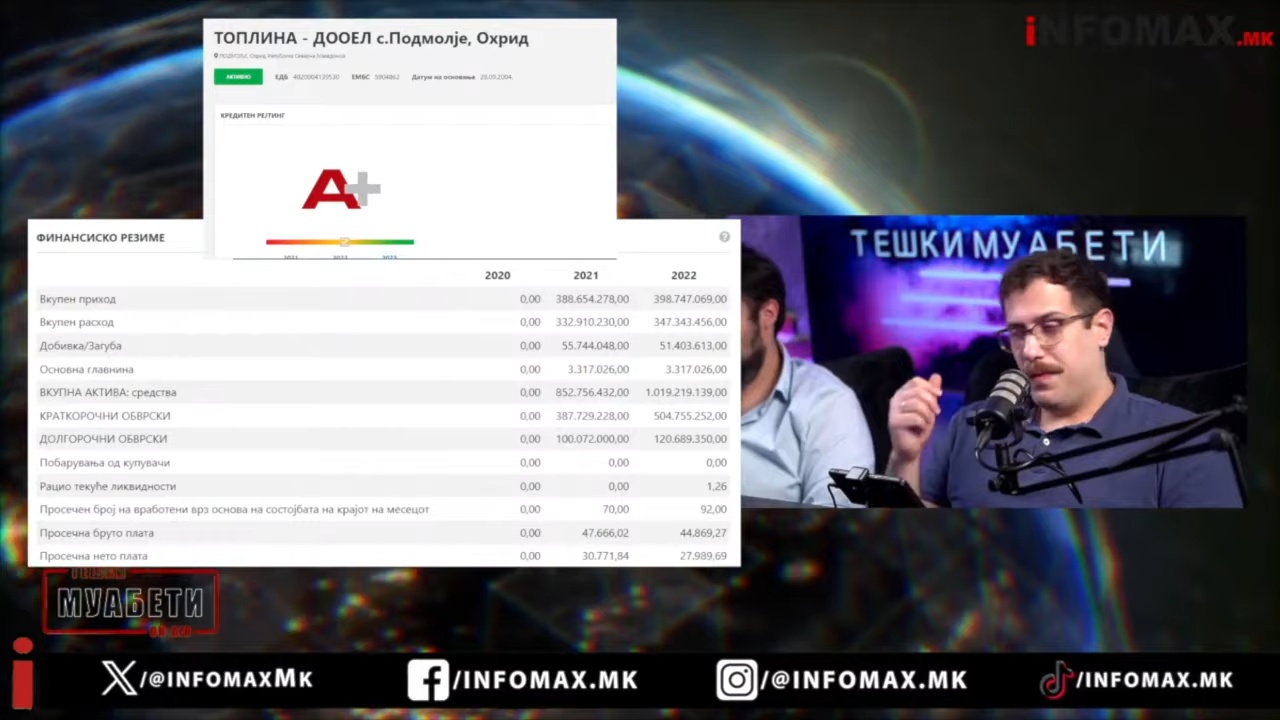 ТОПЛИНА - ДООЕЛ с.Подмолје, Охрид
АКТИВНО ЕДБ ЕМБС 5904862 Датум на основање
КРЕДИТЕН РЕЈТИНГ
A+
2021 2022 2023
iNFOMAX.МК
ФИНАНСИСКО РЕЗИМЕ
2020 2021 2022
Вкупен приход 0,00 388.654.278,00 398.747.069,00
Вкупен расход 0,00 332.910.230,00 347.343.456,00
Добивка/Загуба 0,00 55.744.048,00 51.403.613,00
Основна главнина 0,00 3.317.026,00 3.317.026,00
ВКУПНА АКТИВА: средства 0,00 852.756.432,00 1.019.219.139,00
КРАТКОРОЧНИ ОБВРСКИ 0,00 387.729.228,00 504.755.252,00
ДОЛГОРОЧНИ ОБВРСКИ 0,00 100.072.000,00 120.689.350,00
Побарувања од купувачи 0,00 0,00 0,00
Рацио текуће ликвидности 0,00 0,00 1,26
Просечен број на вработени врз основа на состојбата на крајот на месецот 0,00 70,00 92,00
Просечна бруто плата 0,00 47.666,02 44.869,27
Просечна нето плата 0,00 30.771,84 27.989,69
ТЕШКИ МУАБЕТИ
ТЕШКИ
МУАБЕТИ
/@INFOMAXMK /INFOMAX.MK /@INFOMAX.MK /INFOMAX.MK